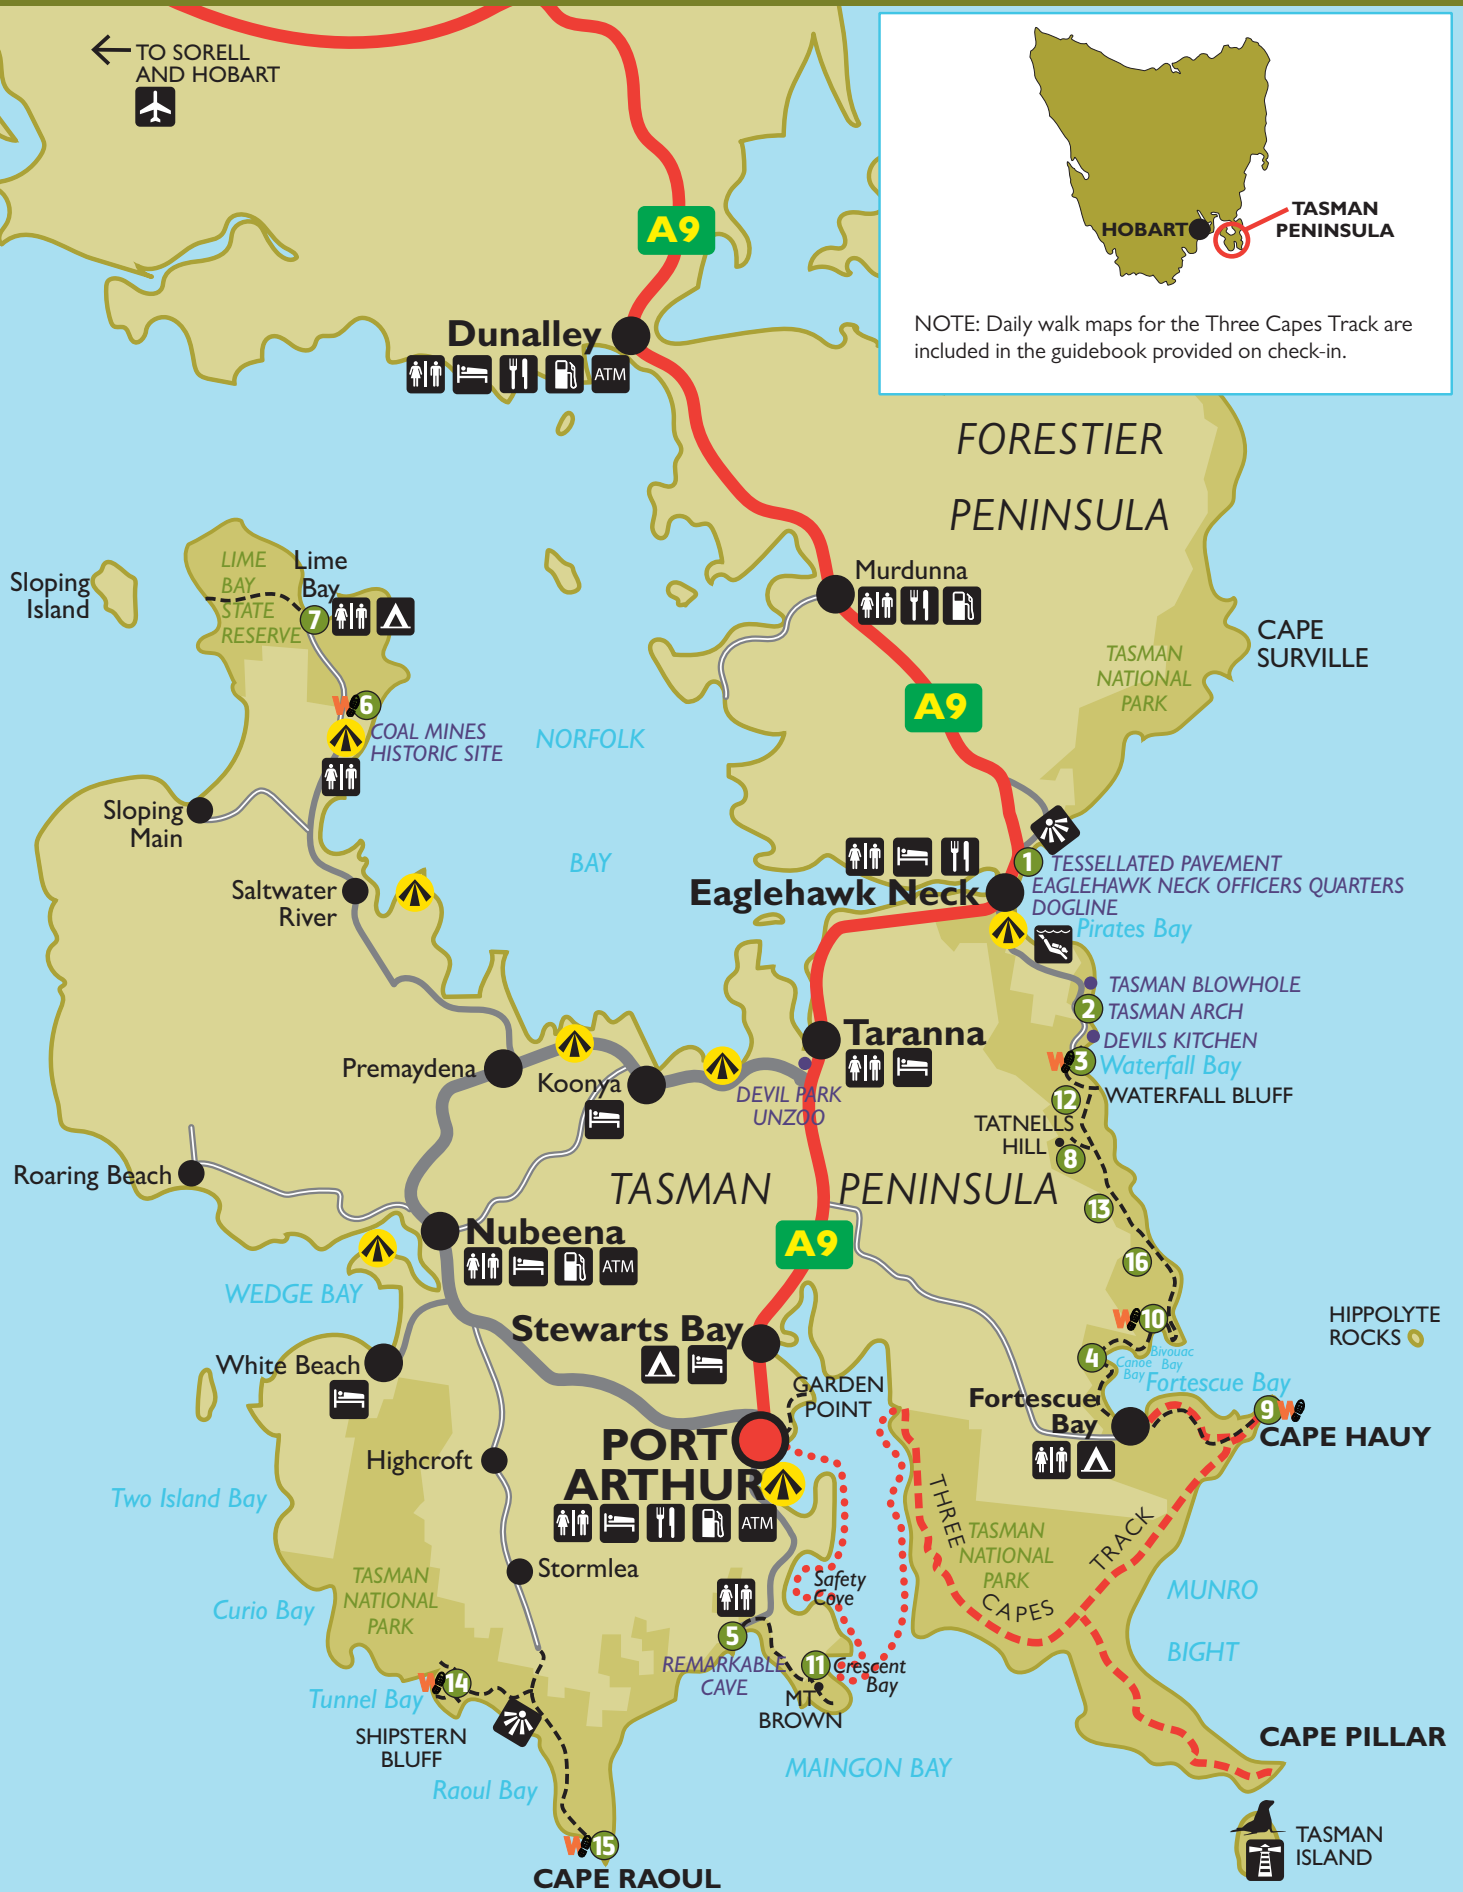 TO SORELL
AND HOBART
HOBART
TASMAN
PENINSULA
NOTE: Daily walk maps for the Three Capes Track are
included in the guidebook provided on check-in.
A9
Dunalley
ATM
FORESTIER
PENINSULA
Sloping
Island
LIME
BAY
STATE
RESERVE
Lime
Bay
7
Murdunna
CAPE
SURVILLE
TASMAN
NATIONAL
PARK
A9
W
6
COAL MINES
HISTORIC SITE
NORFOLK
BAY
Sloping
Main
Saltwater
River
Eaglehawk Neck
1
TESSELLATED PAVEMENT
EAGLEHAWK NECK OFFICERS QUARTERS
DOGLINE
Pirates Bay
TASMAN BLOWHOLE
2
TASMAN ARCH
DEVILS KITCHEN
W
3
Waterfall Bay
WATERFALL BLUFF
12
TATNELLS
HILL
8
13
16
Taranna
Premaydena
Koonya
DEVIL PARK
UNZOO
TASMAN PENINSULA
Roaring Beach
Nubeena
ATM
A9
WEDGE BAY
Stewarts Bay
White Beach
W
10
HIPPOLYTE
ROCKS
4
Canoe
Bay
Bivouac
Bay
Fortescue Bay
Fortescue
Bay
9
W
CAPE HAUY
GARDEN
POINT
PORT
ARTHUR
ATM
Highcroft
Two Island Bay
Stormlea
THREE
CAPES
TRACK
TASMAN
NATIONAL
PARK
Safety
Cove
MUNRO
BIGHT
TASMAN
NATIONAL
PARK
Curio Bay
5
REMARKABLE
CAVE
11
Crescent
Bay
MT
BROWN
W
14
Tunnel Bay
SHIPSTERN
BLUFF
Raoul Bay
MAINGON BAY
CAPE PILLAR
W
15
CAPE RAOUL
TASMAN
ISLAND